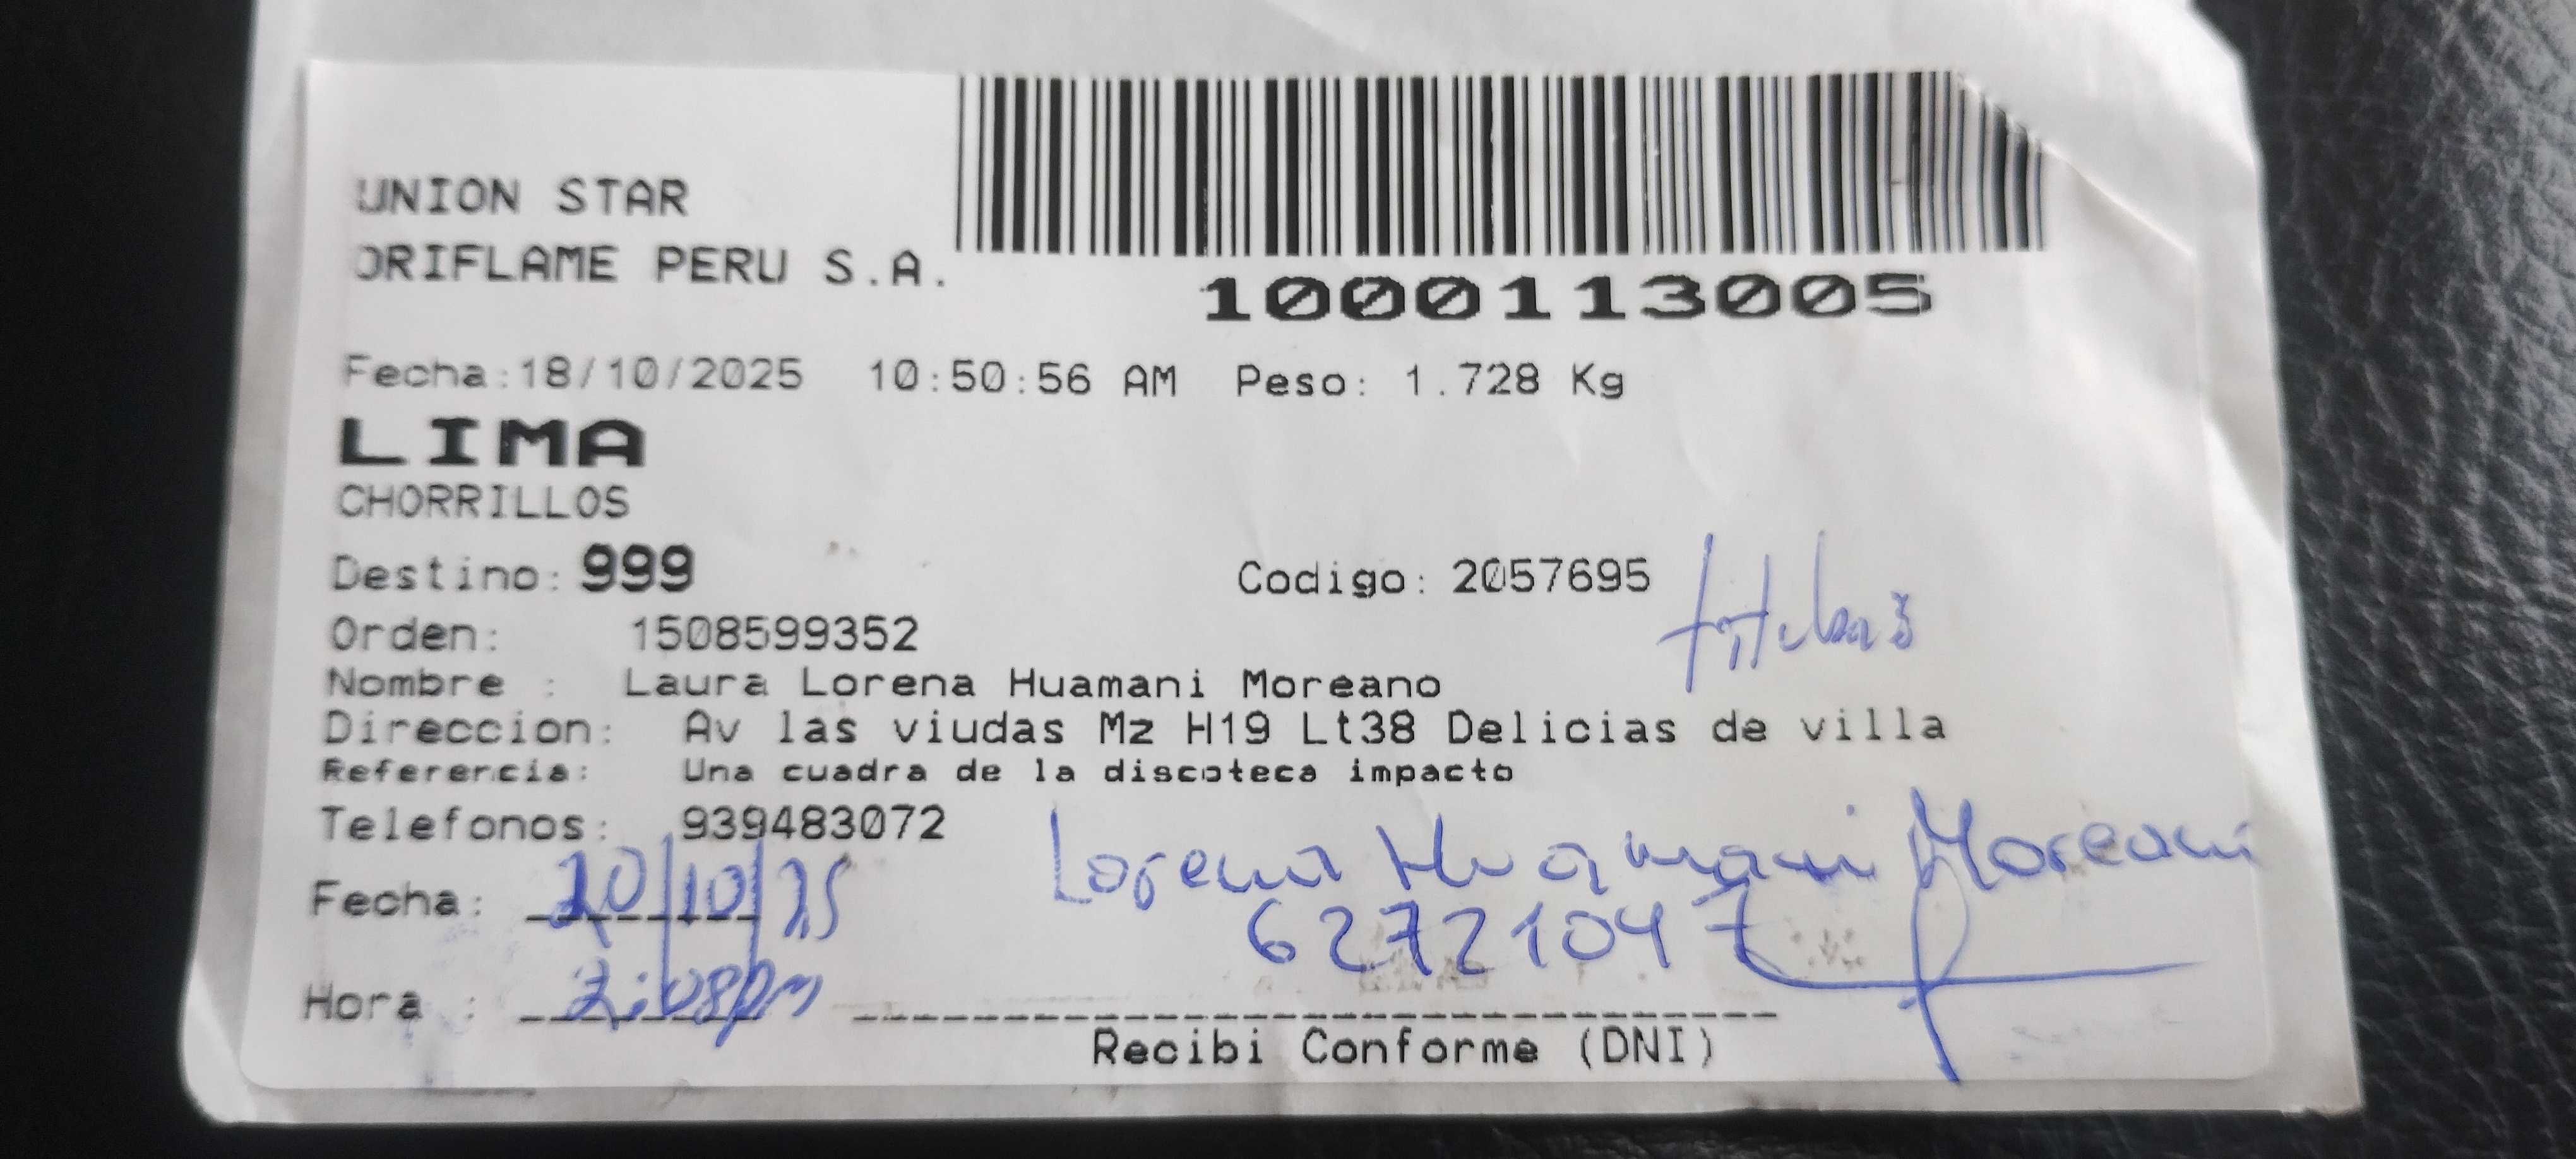 UNION STAR
ORIFLAME PERU S.A.
1000113005
Fecha:18/10/2025 10:50:56 AM Peso: 1.728 Kg
LIMA
CHORRILLOS
Destino: 999 Codigo: 2057695
Orden: 1508599352
Nombre : Laura Lorena Huamani Moreano
Direccion: Av las viudas Mz H19 Lt38 Delicias de villa
Referencia: Una cuadra de la discoteca impacto
Telefonos: 939483072
Lorena Huamani Moreano
Fecha: 20/10/25
62721047
Hora :
Recibi Conforme (DNI)